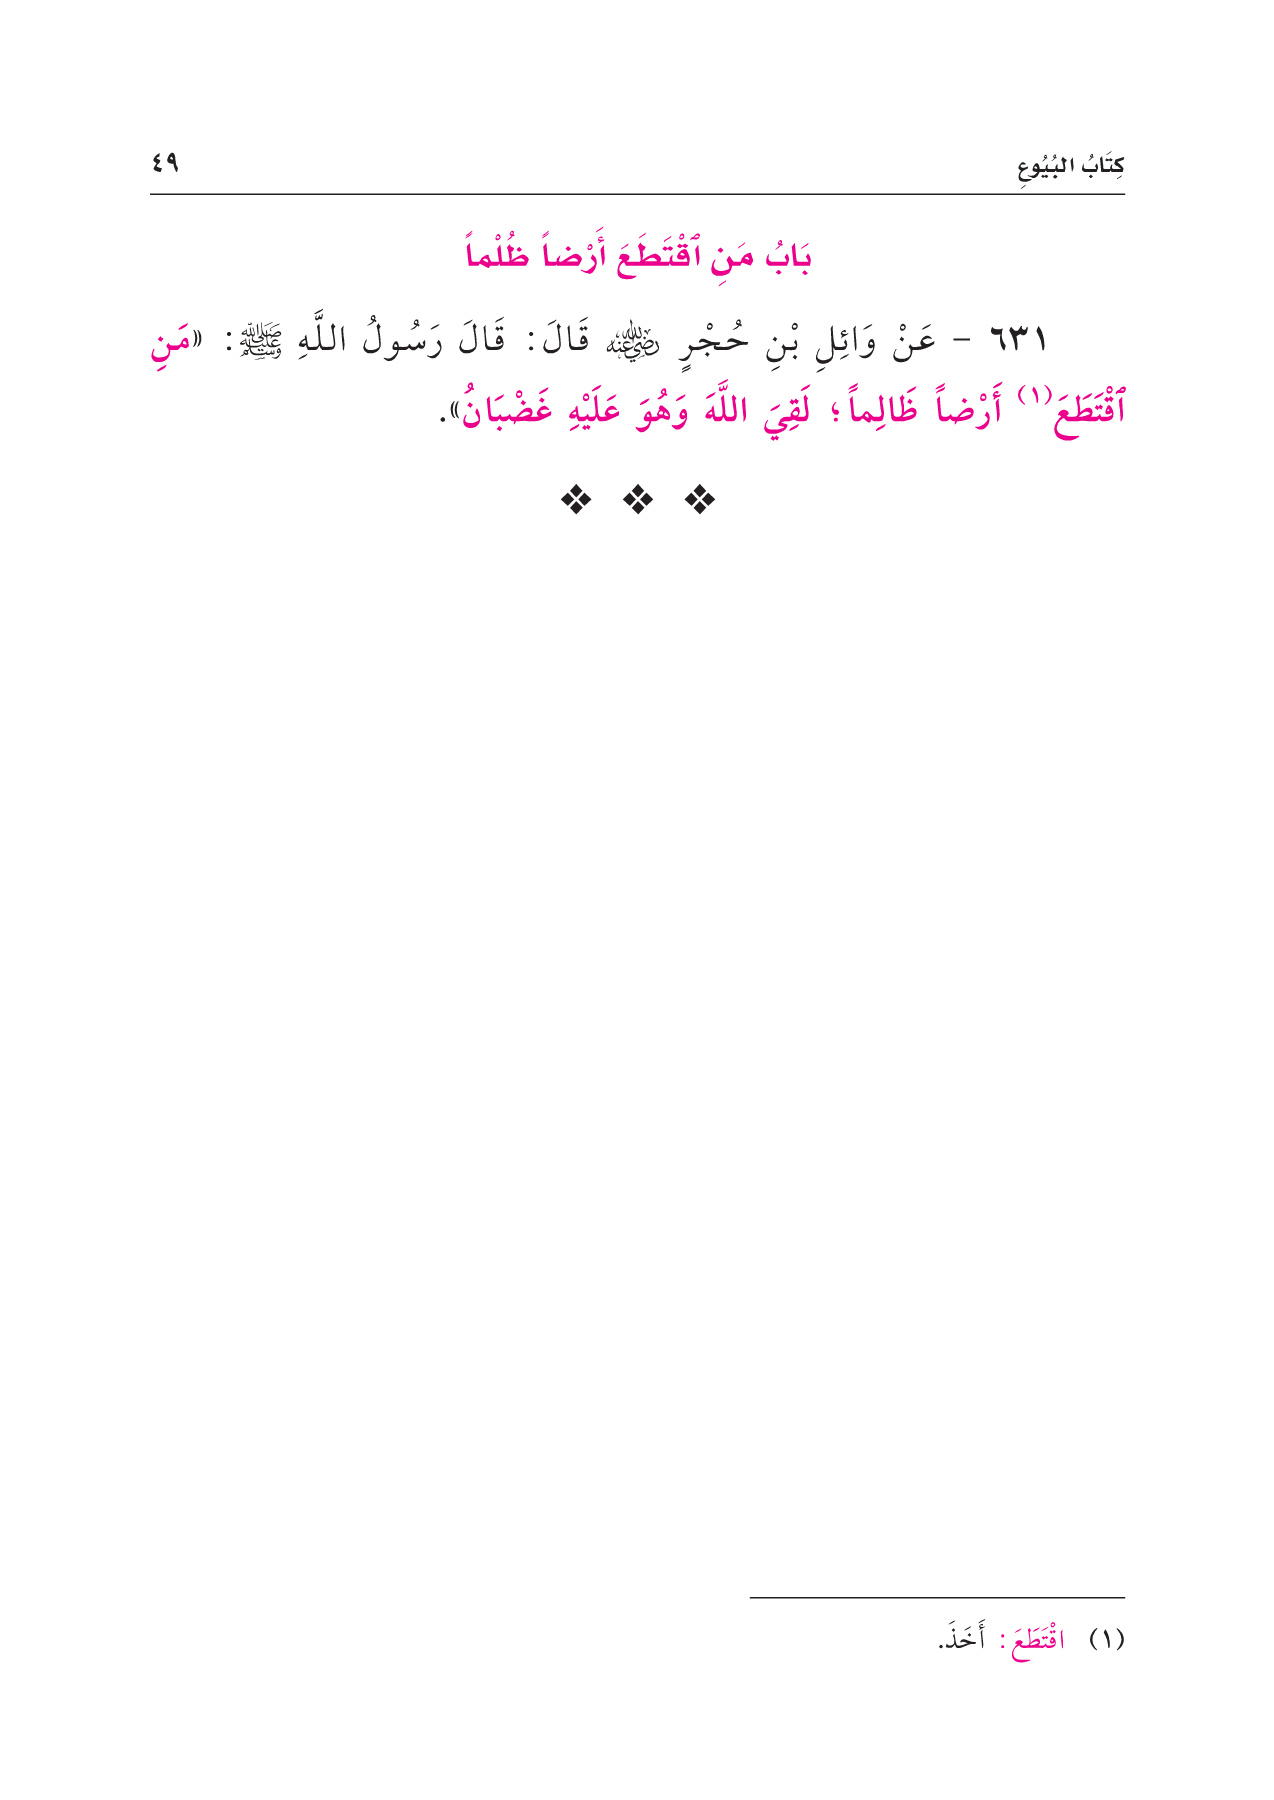 كِتَابُ البُيُوعِ ٤٩
بَابُ مَنِ ٱقْتَطَعَ أَرْضاً ظُلْماً
٦٣١ - عَنْ وَائِلِ بْنِ حُجْرٍ رضي الله عنه قَالَ: قَالَ رَسُولُ اللَّهِ ﷺ: «مَنِ
ٱقْتَطَعَ(١) أَرْضاً ظَالِماً؛ لَقِيَ اللَّهَ وَهُوَ عَلَيْهِ غَضْبَانُ».
(١) اقْتَطَعَ: أَخَذَ.